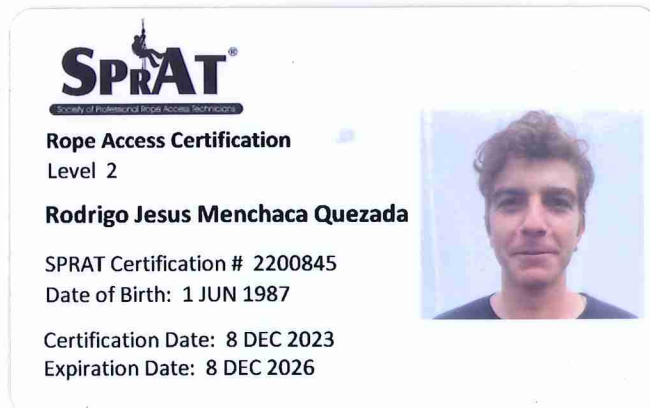 SPRAT®
Society of Professional Rope Access Technicians
Rope Access Certification
Level 2
Rodrigo Jesus Menchaca Quezada
SPRAT Certification # 2200845
Date of Birth: 1 JUN 1987
Certification Date: 8 DEC 2023
Expiration Date: 8 DEC 2026